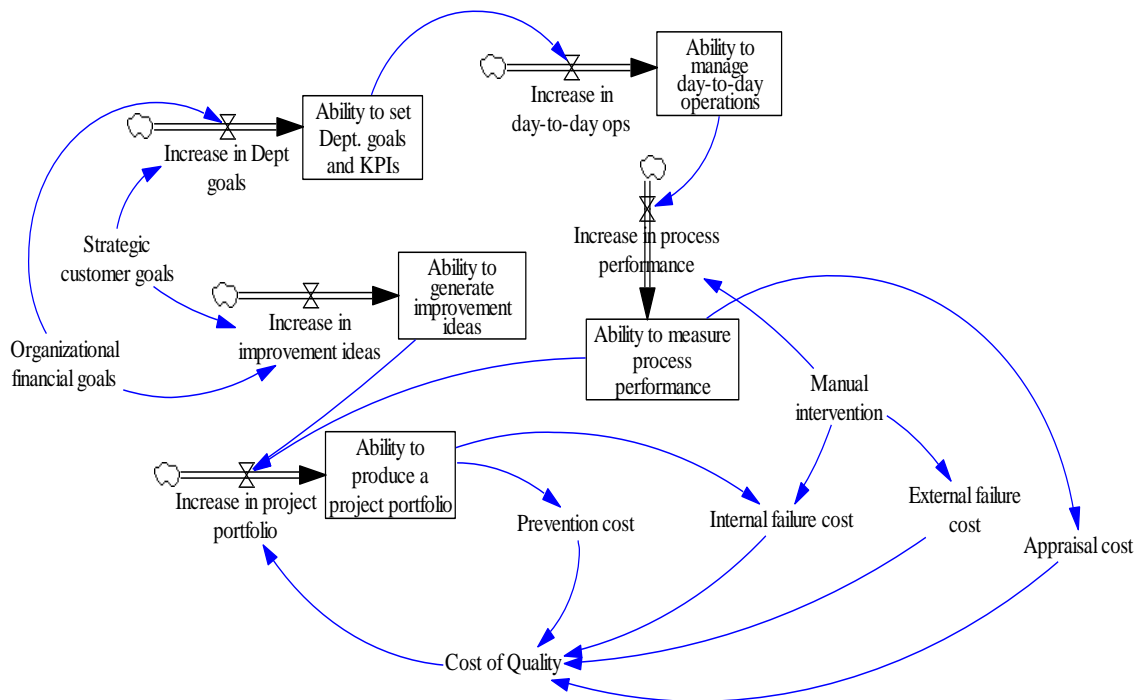 Ability to
manage
day-to-day
operations
Increase in
day-to-day ops
Ability to set
Dept. goals
and KPIs
Increase in Dept
goals
Strategic
customer goals
Increase in process
performance
Ability to
generate
improvement
ideas
Increase in
improvement ideas
Organizational
financial goals
Ability to measure
process
performance
Manual
intervention
Ability to
produce a
project portfolio
Increase in project
portfolio
Prevention cost
Internal failure cost
External failure
cost
Appraisal cost
Cost of Quality